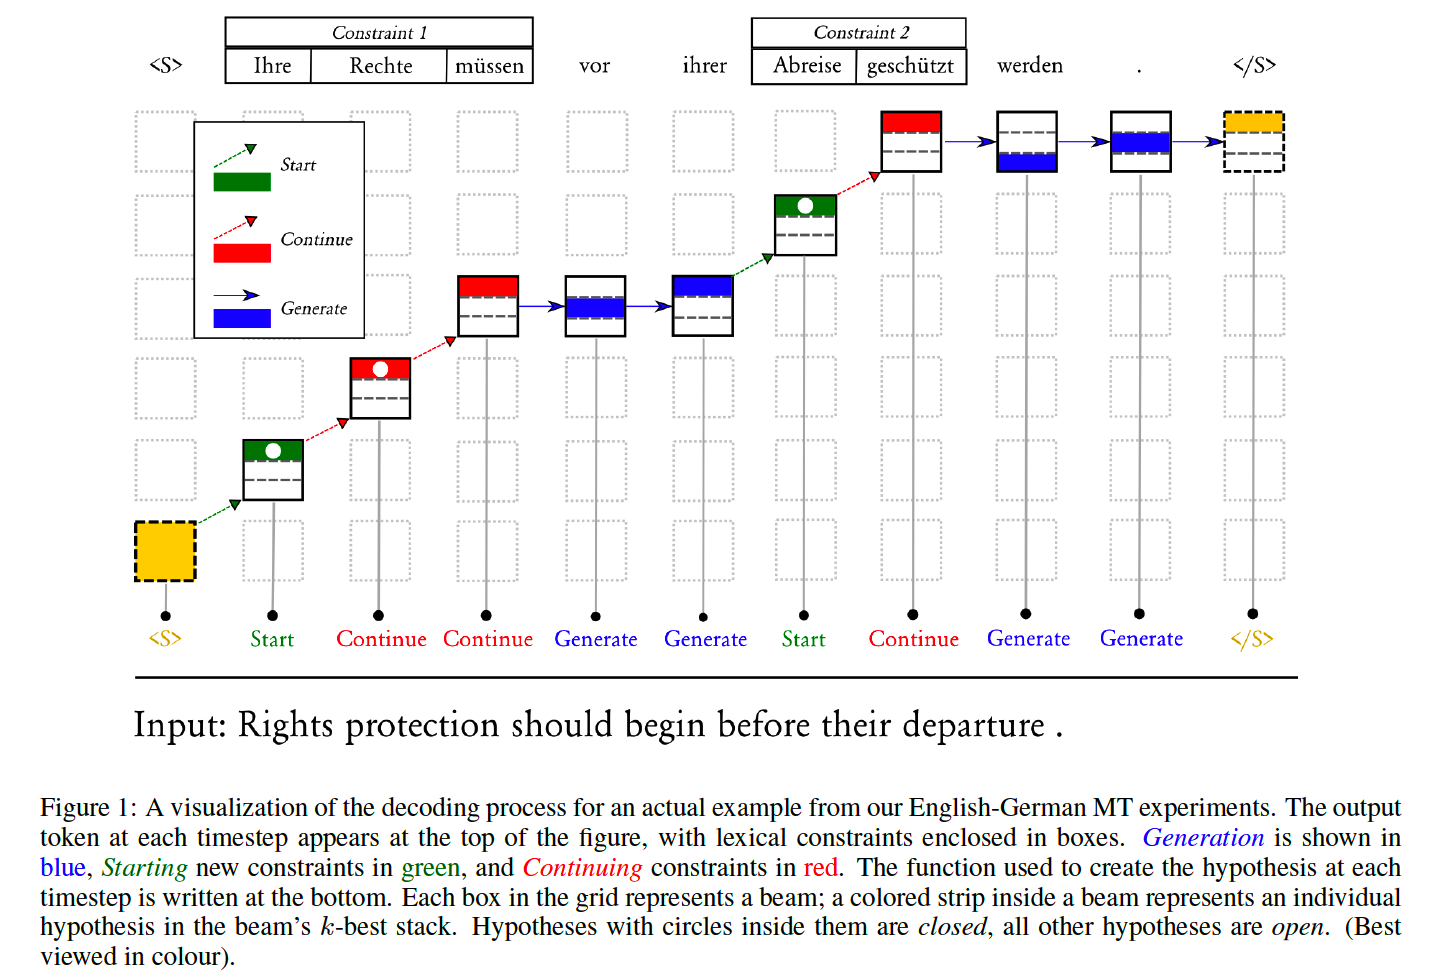 Constraint 1 Constraint 2
<S> Ihre Rechte müssen vor ihrer Abreise geschützt werden . </S>
Start
Continue
Generate
<S> Start Continue Continue Generate Generate Start Continue Generate Generate </S>
Input: Rights protection should begin before their departure .
Figure 1: A visualization of the decoding process for an actual example from our English-German MT experiments. The output
token at each timestep appears at the top of the figure, with lexical constraints enclosed in boxes. Generation is shown in
blue, Starting new constraints in green, and Continuing constraints in red. The function used to create the hypothesis at each
timestep is written at the bottom. Each box in the grid represents a beam; a colored strip inside a beam represents an individual
hypothesis in the beam's k-best stack. Hypotheses with circles inside them are closed, all other hypotheses are open. (Best
viewed in colour).